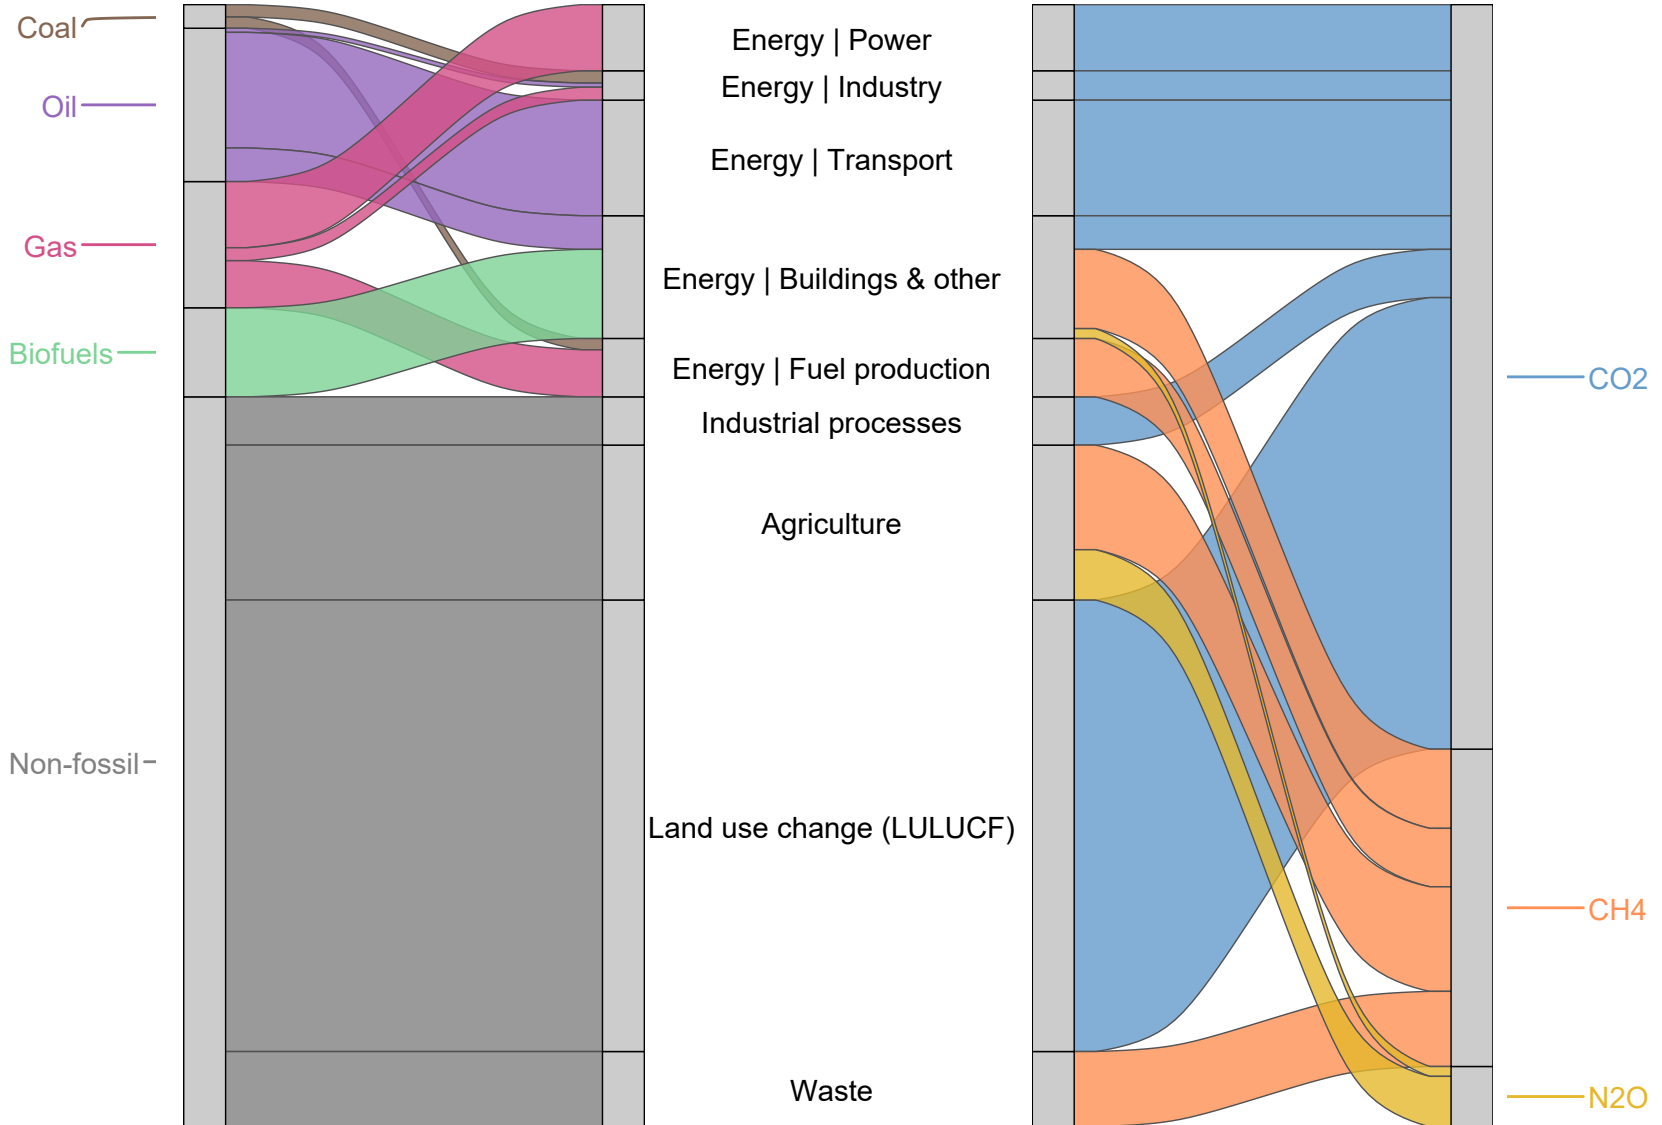 Coal
Oil
Gas
Biofuels
Non-fossil
Energy | Power
Energy | Industry
Energy | Transport
Energy | Buildings & other
Energy | Fuel production
Industrial processes
Agriculture
Land use change (LULUCF)
Waste
CO2
CH4
N2O